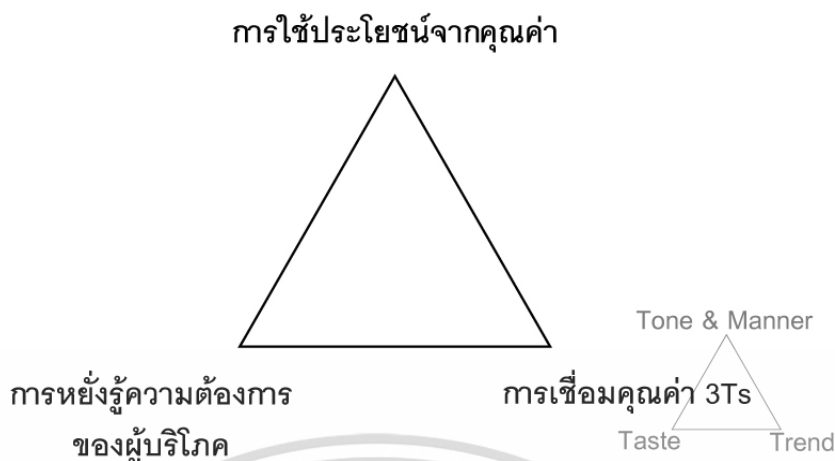 การใช้ประโยชน์จากคุณค่า
Tone & Manner
การหยั่งรู้ความต้องการ
ของผู้บริโภค
การเชื่อมคุณค่า 3Ts
Taste
Trend